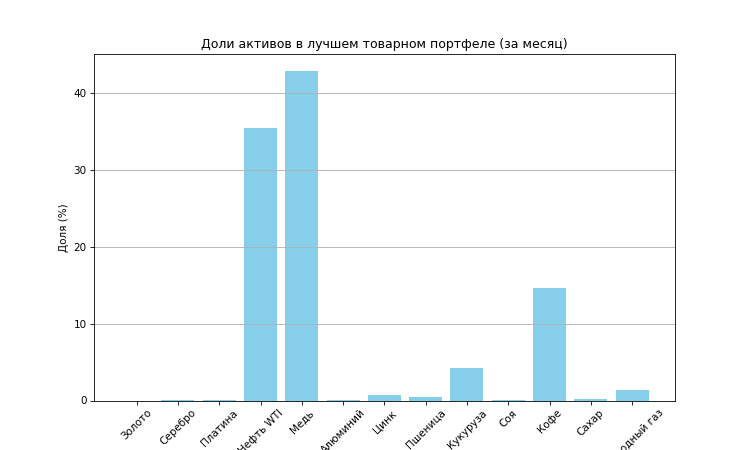 Доли активов в лучшем товарном портфеле (за месяц)
Доля (%)
40
30
20
10
0
Золото
Серебро
Платина
Нефть WTI
Медь
Алюминий
Цинк
Пшеница
Кукуруза
Соя
Кофе
Сахар
одный газ